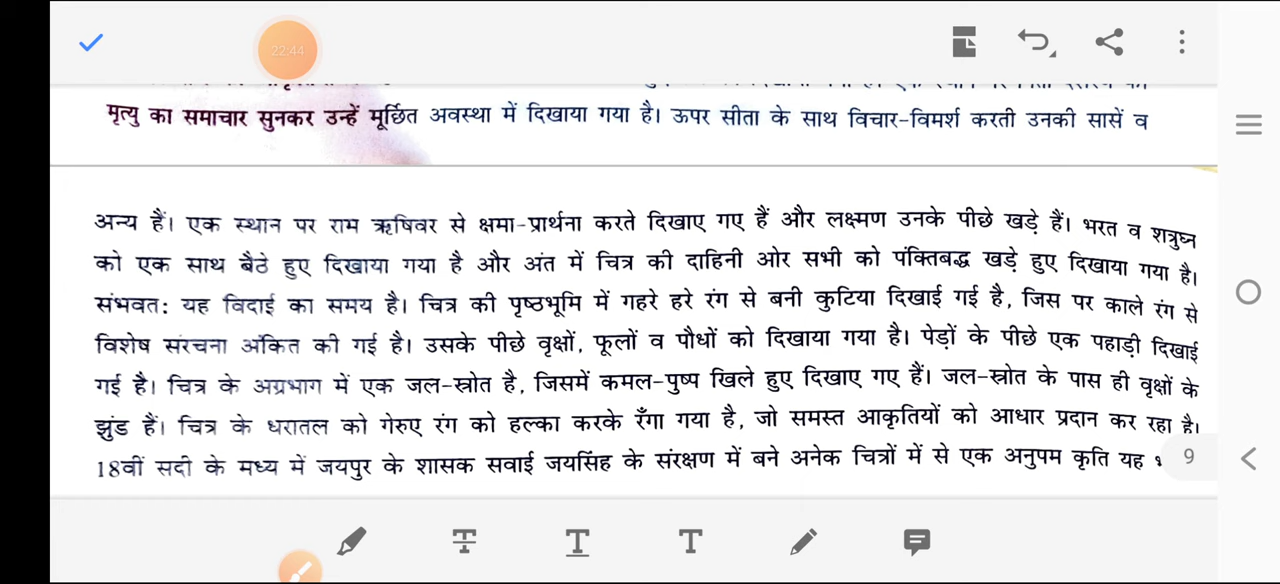 22:44
मृत्यु का समाचार सुनकर उन्हें मूर्छित अवस्था में दिखाया गया है। ऊपर सीता के साथ विचार-विमर्श करती उनकी सासें व
अन्य हैं। एक स्थान पर राम ऋषिवर से क्षमा-प्रार्थना करते दिखाए गए हैं और लक्ष्मण उनके पीछे खड़े हैं। भरत व शत्रुघ्न
को एक साथ बैठे हुए दिखाया गया है और अंत में चित्र की दाहिनी ओर सभी को पंक्तिबद्ध खड़े हुए दिखाया गया है।
संभवत: यह विदाई का समय है। चित्र की पृष्ठभूमि में गहरे हरे रंग से बनी कुटिया दिखाई गई है, जिस पर काले रंग से
विशेष संरचना अंकित की गई है। उसके पीछे वृक्षों, फूलों व पौधों को दिखाया गया है। पेड़ों के पीछे एक पहाड़ी दिखाई
गई है। चित्र के अग्रभाग में एक जल-स्रोत है, जिसमें कमल-पुष्प खिले हुए दिखाए गए हैं। जल-स्रोत के पास ही वृक्षों के
झुंड हैं। चित्र के धरातल को गेरुए रंग को हल्का करके रँगा गया है, जो समस्त आकृतियों को आधार प्रदान कर रहा है।
18वीं सदी के मध्य में जयपुर के शासक सवाई जयसिंह के संरक्षण में बने अनेक चित्रों में से एक अनुपम कृति यह
9